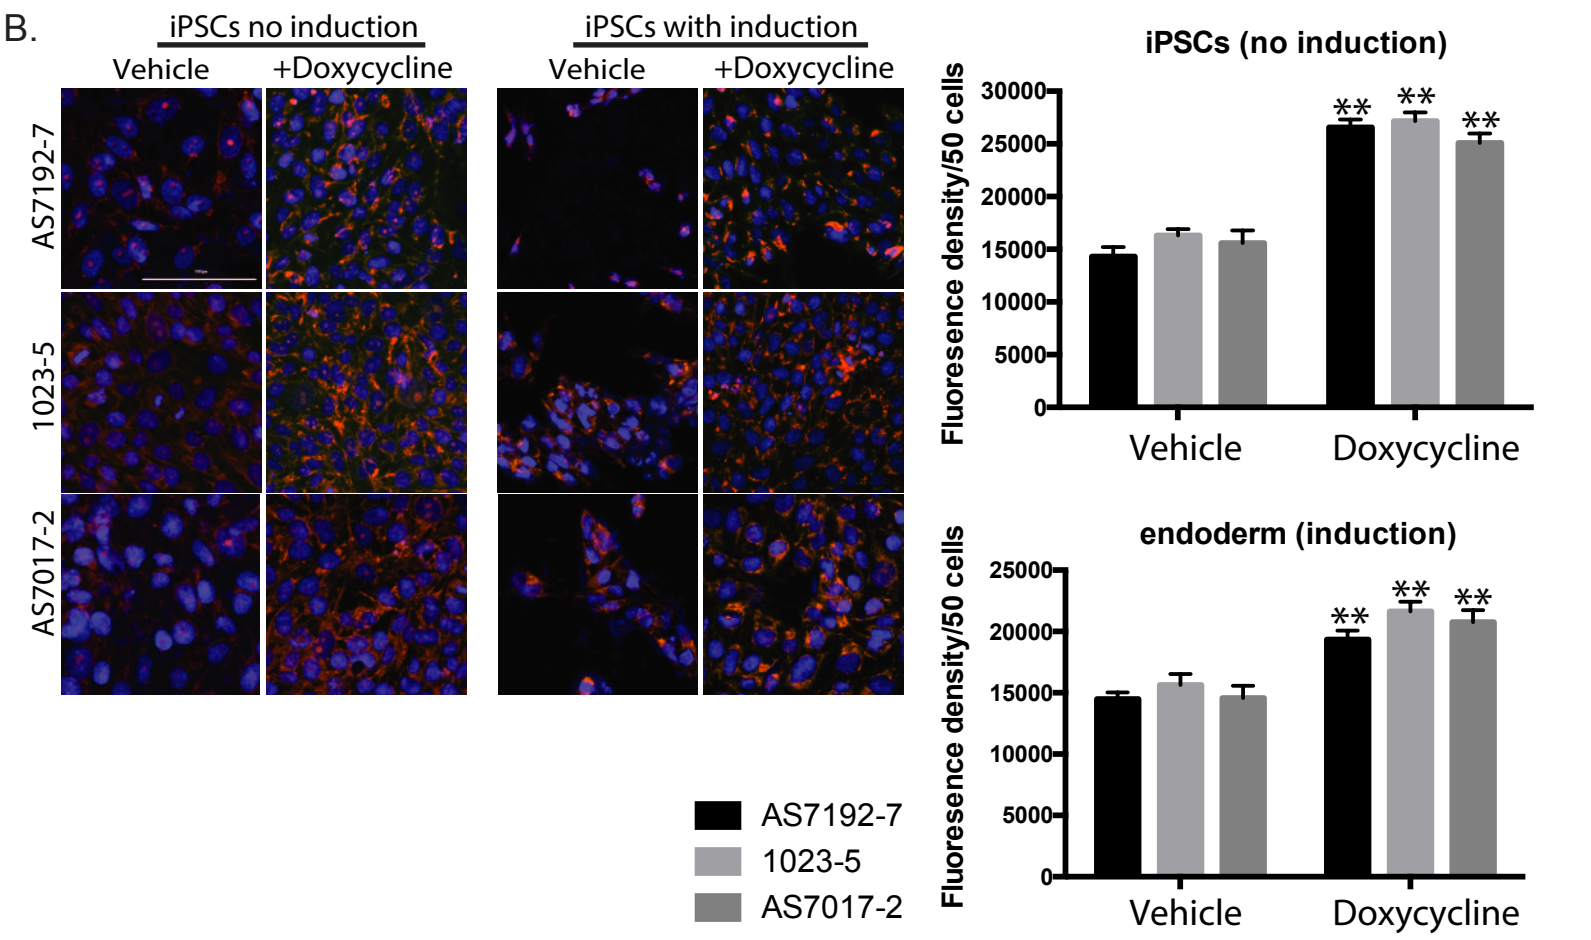 B.
iPSCs no induction
iPSCs with induction
Vehicle
+Doxycycline
Vehicle
+Doxycycline
AS7192-7
1023-5
AS7017-2
iPSCs (no induction)
Fluoresence density/50 cells
30000
25000
20000
15000
10000
5000
0
**
**
**
Vehicle
Doxycycline
endoderm (induction)
Fluoresence density/50 cells
25000
20000
15000
10000
5000
0
**
**
**
Vehicle
Doxycycline
AS7192-7
1023-5
AS7017-2